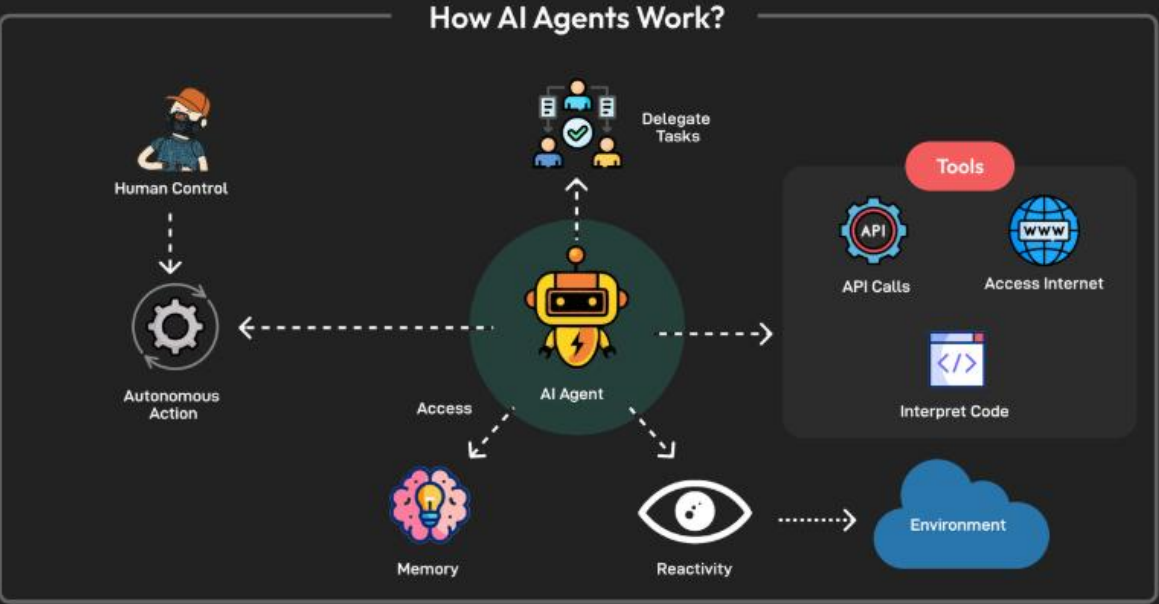 How AI Agents Work?
Human Control
Delegate
Tasks
Tools
API
WWW
API Calls
Access Internet
</>
Interpret Code
Autonomous
Action
AI Agent
Access
Memory
Reactivity
Environment